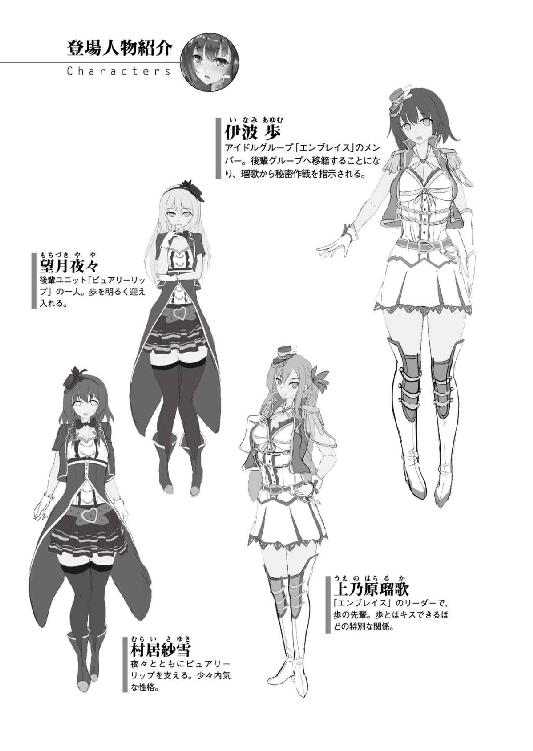 登場人物紹介
Characters
いなみ あゆむ
伊波 歩
アイドルグループ「エンブレイス」のメン
バー。後輩グループへ移籍することにな
り、瑠歌から秘密作戦を指示される。
もちづき やや
望月夜々
後輩ユニット「ピュアリーリッ
プ」の一人。歩を明るく迎え
入れる。
うえのはら るか
上乃原瑠歌
「エンブレイス」のリーダーで、
歩の先輩。歩とはキスできるほ
どの特別な関係。
むらい さゆき
村居紗雪
夜々とともにピュアリー
リップを支える。少々内気
な性格。